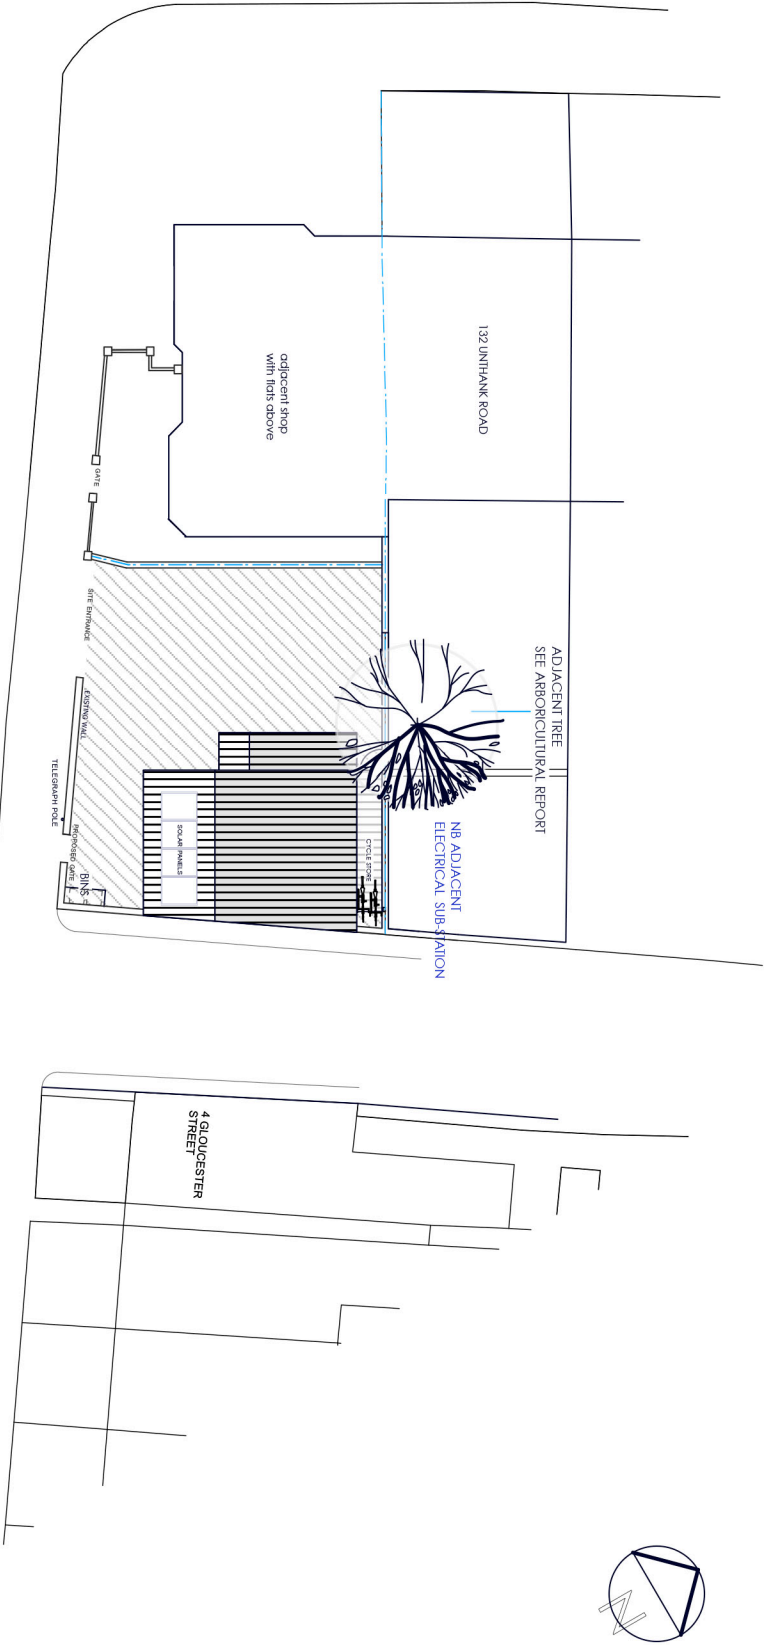 132 UNTHANK ROAD
adjacent shop
with flats above
GATE
SITE ENTRANCE
ADJACENT TREE
SEE ARBORICULTURAL REPORT
EXISTING WALL
TELEGRAPH POLE
SOLAR PANELS
CYCLE STORE
PROPOSED GATE
BINS
NB ADJACENT
ELECTRICAL SUB-STATION
4 GLOUCESTER
STREET
N